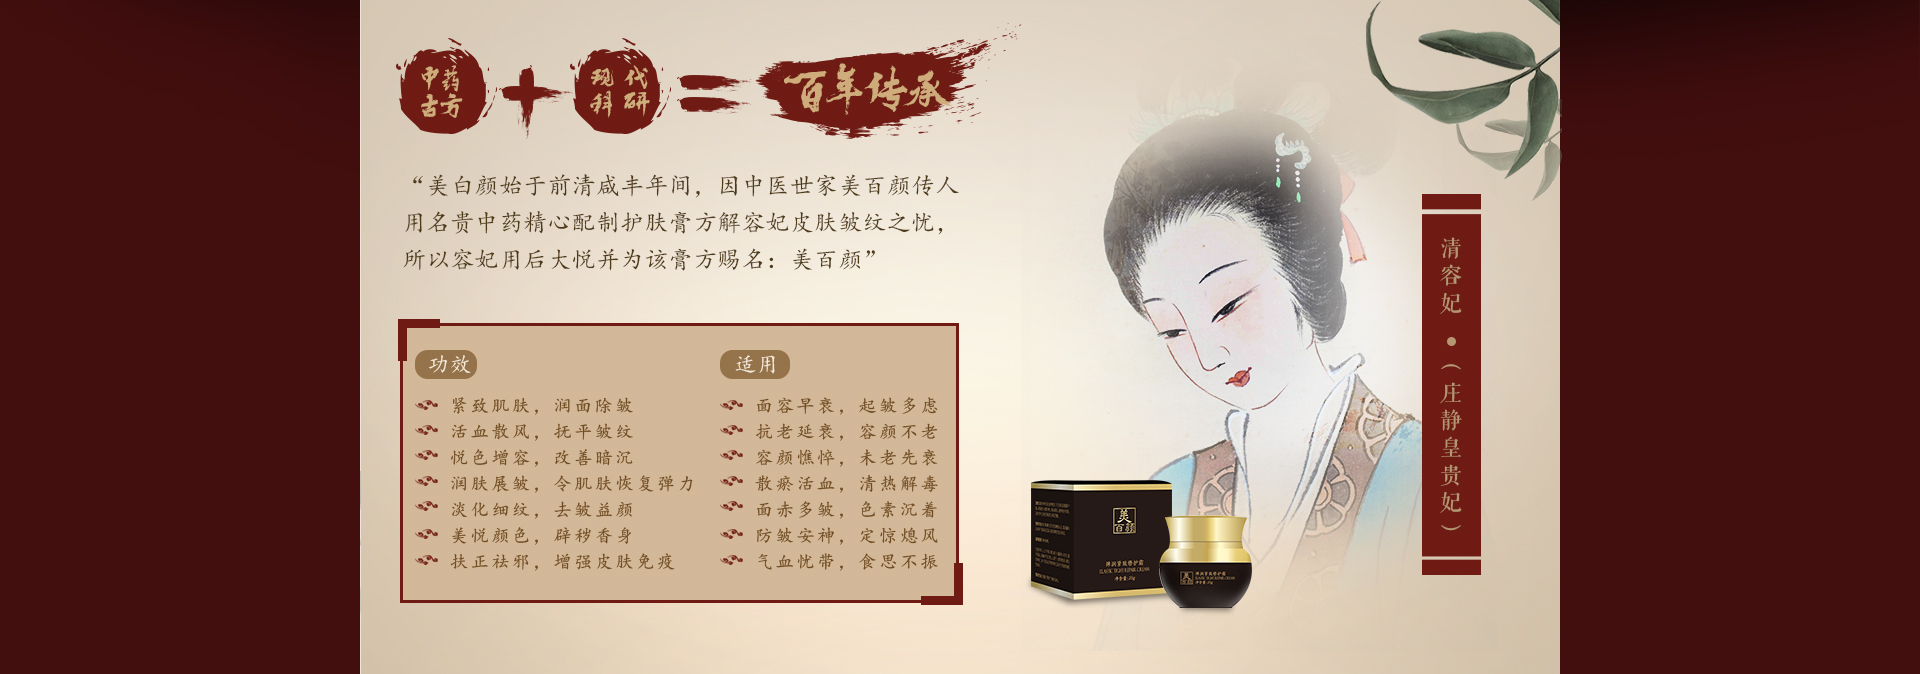 中药
古方
现代
科研
百年传承
“美白颜始于前清咸丰年间，因中医世家美百颜传人
用名贵中药精心配制护肤膏方解容妃皮肤皱纹之忧，
所以容妃用后大悦并为该膏方赐名：美百颜”
功效
紧致肌肤，润面除皱
活血散风，抚平皱纹
悦色增容，改善暗沉
润肤展皱，令肌肤恢复弹力
淡化细纹，去皱益颜
美悦颜色，辟秽香身
扶正祛邪，增强皮肤免疫
适用
面容早衰，起皱多虑
抗老延衰，容颜不老
容颜憔悴，未老先衰
散瘀活血，清热解毒
面赤多皱，色素沉着
防皱安神，定惊熄风
气血忧带，食思不振
清容妃•（庄静皇贵妃）
美
百颜